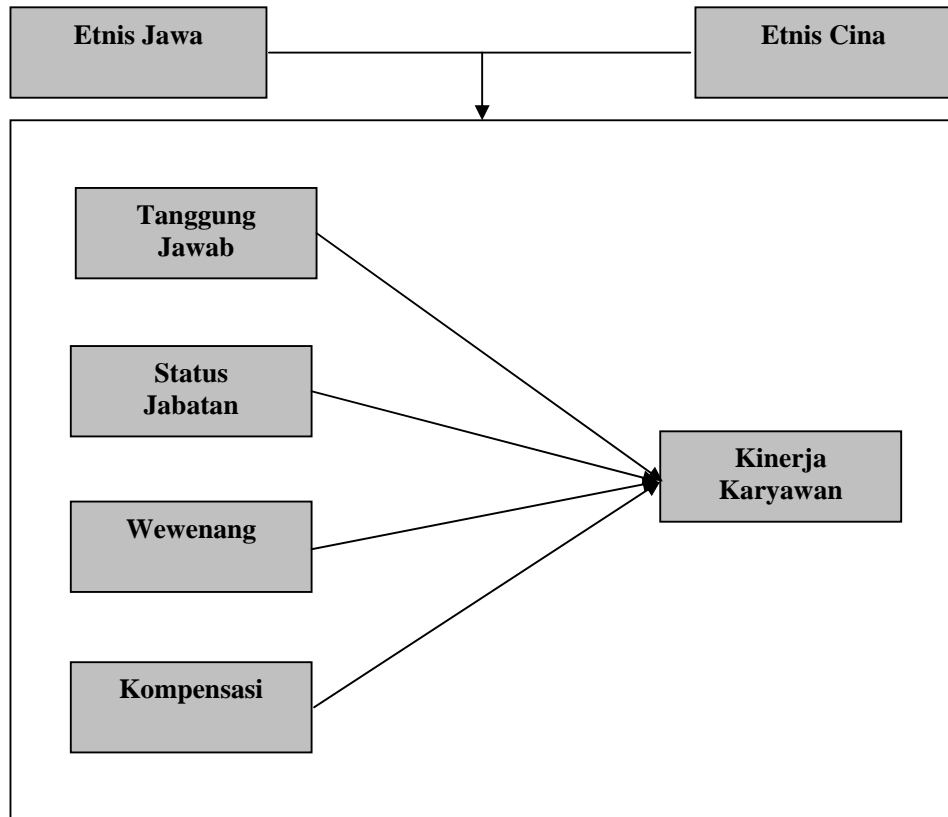 Etnis Jawa
Etnis Cina
Tanggung
Jawab
Status
Jabatan
Kinerja
Karyawan
Wewenang
Kompensasi